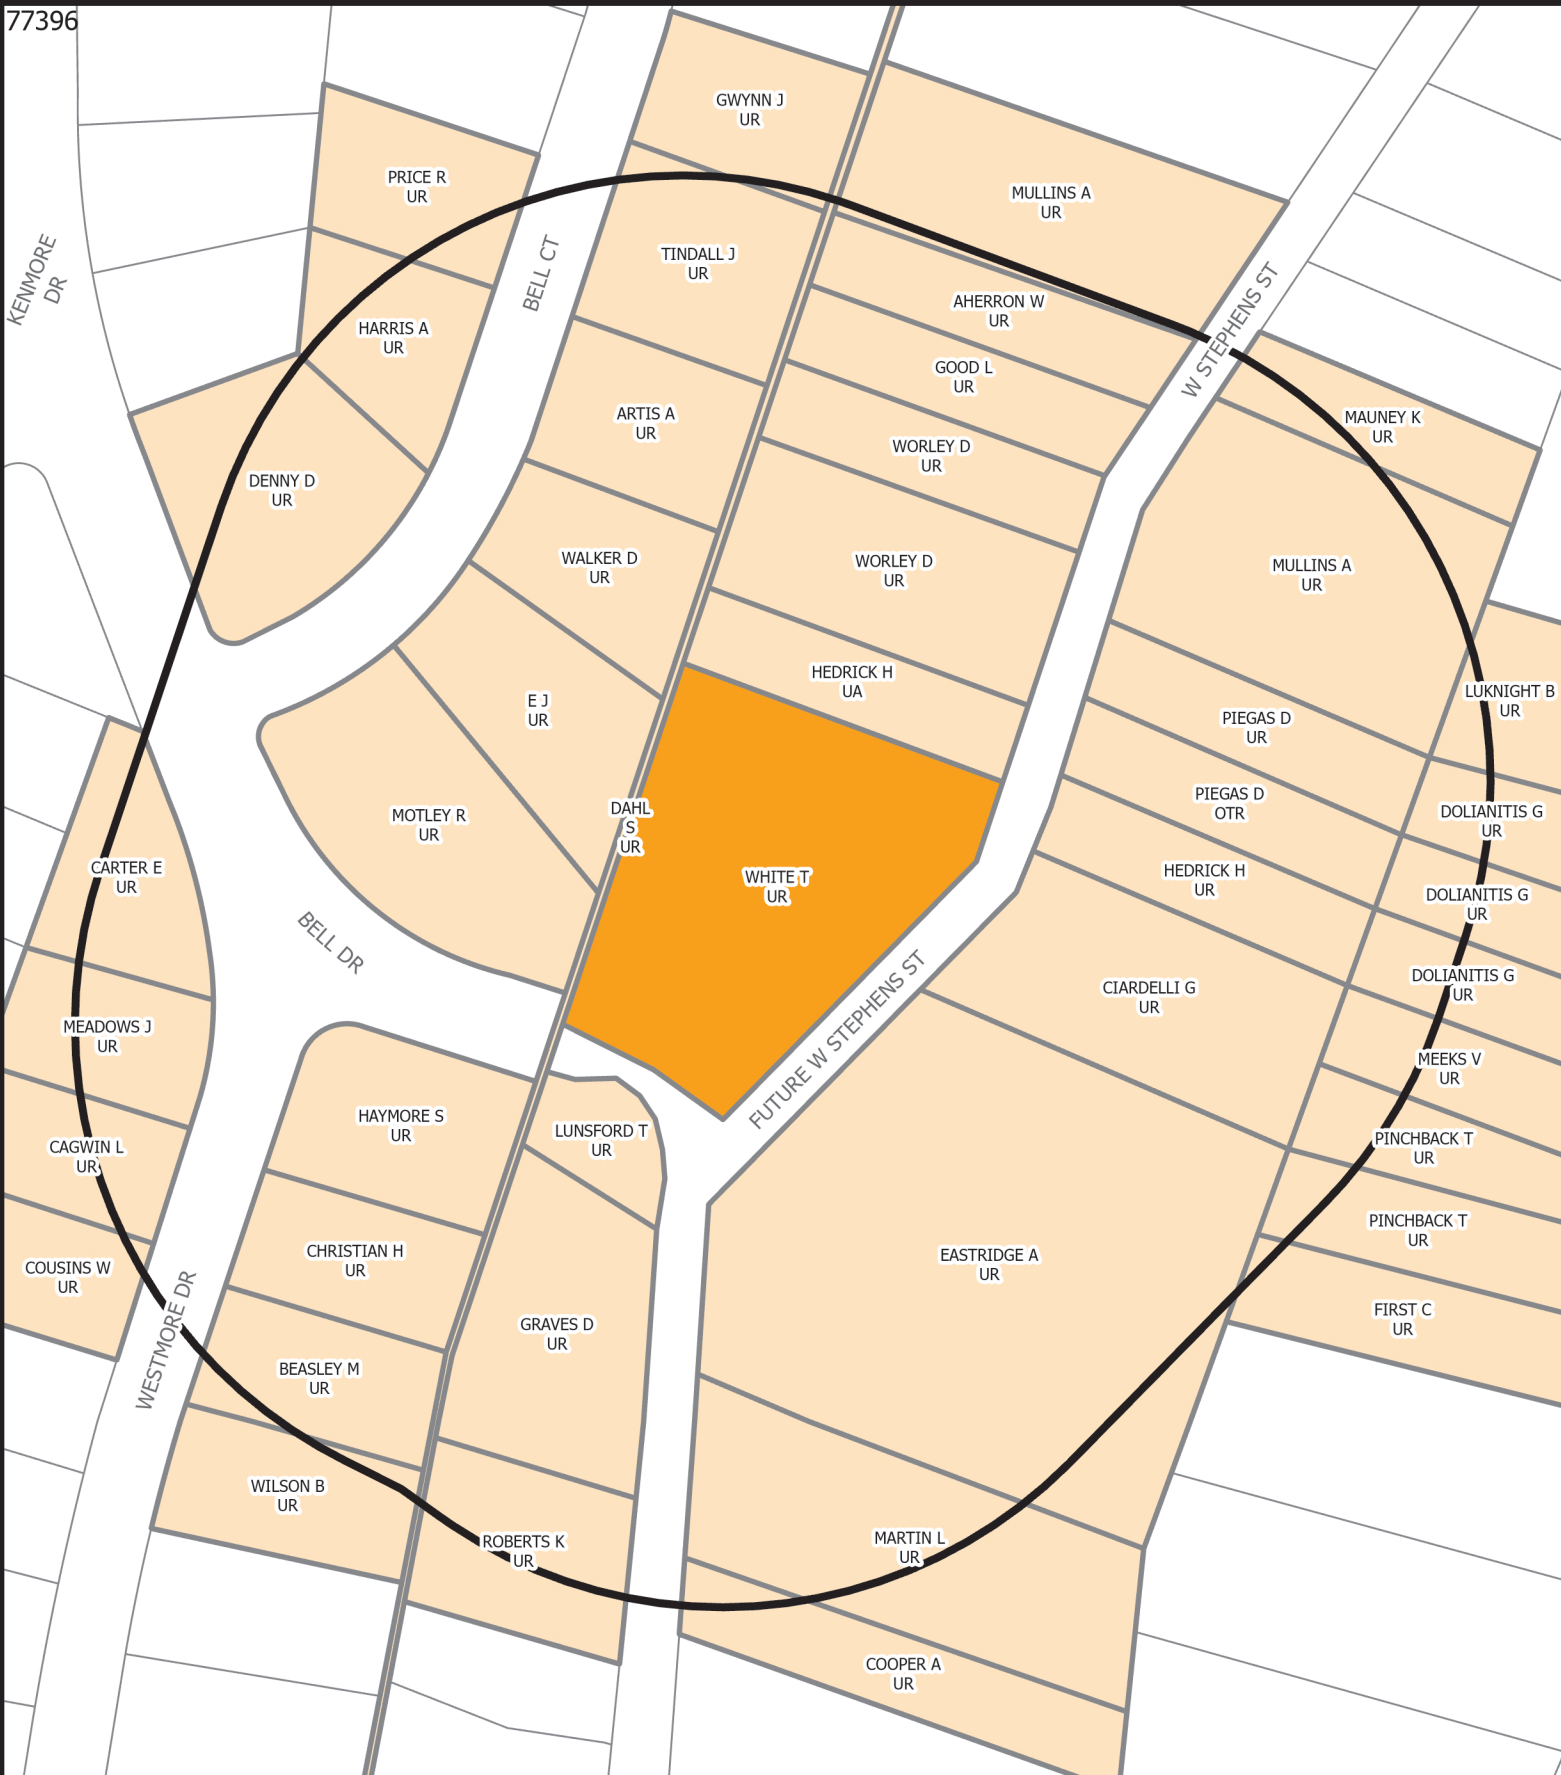 77396
GWYNN J
UR
PRICE R
UR
MULLINS A
UR
KENMORE
DR
BELL CT
TINDALL J
UR
AHERRON W
UR
W STEPHENS ST
HARRIS A
UR
GOOD L
UR
ARTIS A
UR
MAUNEY K
UR
WORLEY D
UR
DENNY D
UR
WALKER D
UR
WORLEY D
UR
MULLINS A
UR
HEDRICK H
UA
E J
UR
LUKNIGHT B
UR
PIEGAS D
UR
MOTLEY R
UR
DAHL
S
UR
PIEGAS D
OTR
DOLIANITIS G
UR
CARTER E
UR
WHITE T
UR
HEDRICK H
UR
DOLIANITIS G
UR
BELL DR
DOLIANITIS G
UR
CIARDELLI G
UR
MEADOWS J
UR
FUTURE W STEPHENS ST
MEEKS V
UR
HAYMORE S
UR
LUNSFORD T
UR
CAGWIN L
UR
PINCHBACK T
UR
PINCHBACK T
UR
CHRISTIAN H
UR
EASTRIDGE A
UR
COUSINS W
UR
WESTMORE DR
FIRST C
UR
GRAVES D
UR
BEASLEY M
UR
WILSON B
UR
ROBERTS K
UR
MARTIN L
UR
COOPER A
UR